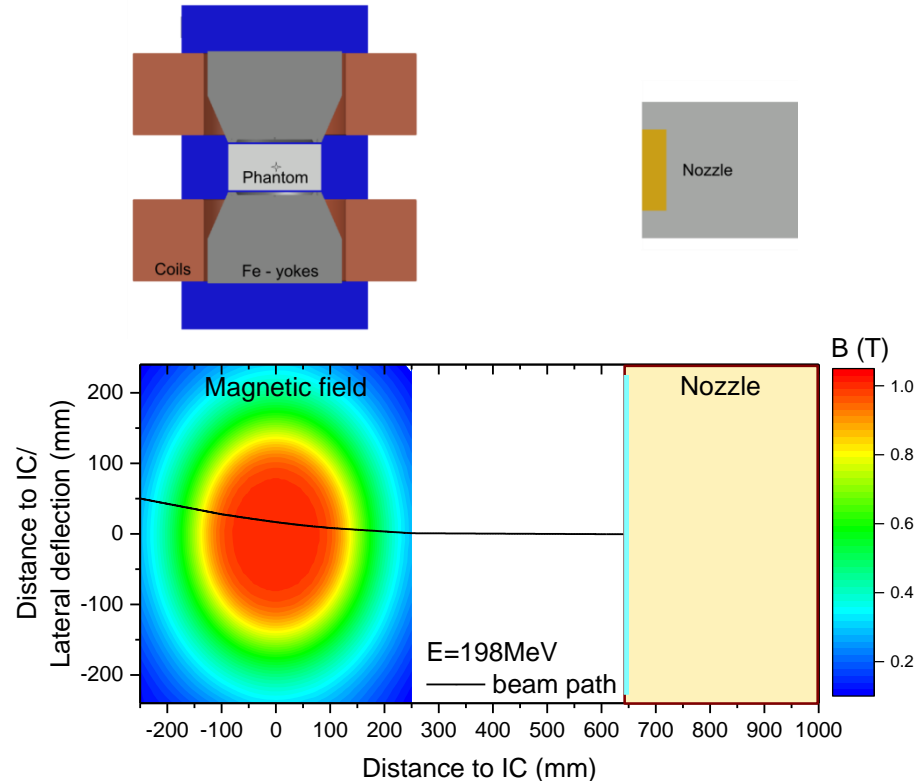 Phantom
Nozzle
Coils
Fe - yokes
B (T)
Magnetic field
Nozzle
200
100
0
-100
-200
Distance to IC/
Lateral deflection (mm)
E=198MeV
beam path
1.0
0.8
0.6
0.4
0.2
-200 -100 0 100 200 300 400 500 600 700 800 900 1000
Distance to IC (mm)